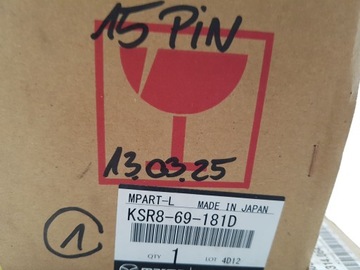 15 PIN
13.03.25
MPART-L MADE IN JAPAN
KSR8-69-181D
1
QTY 1 LOT 4D12